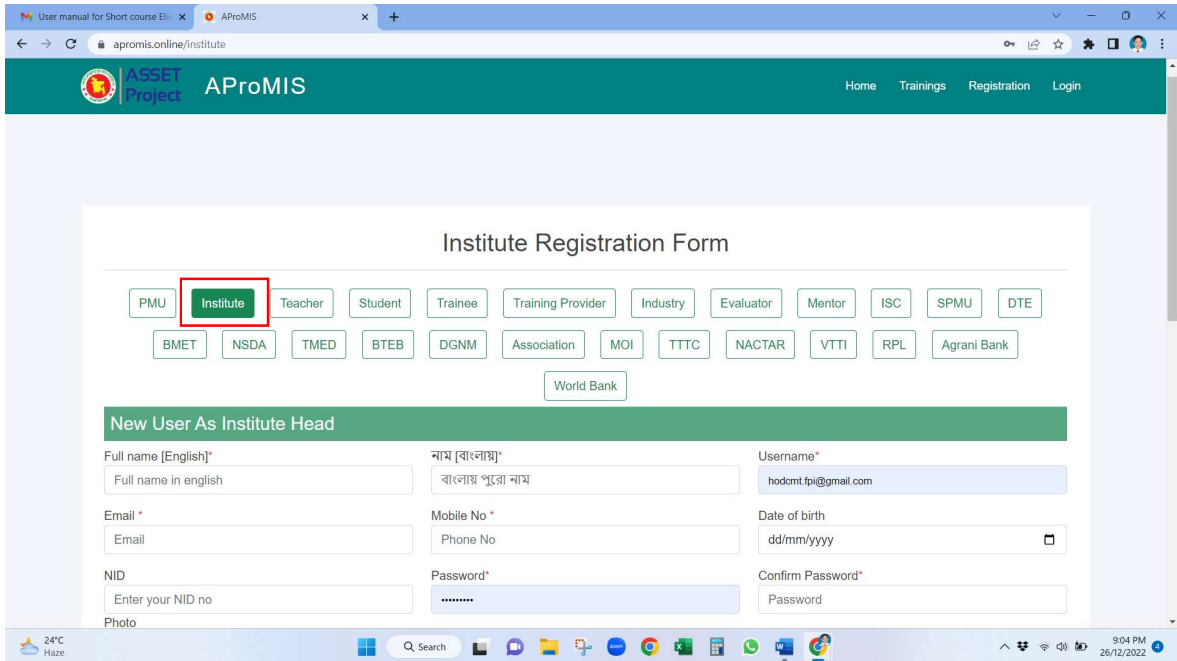 User manual for Short course Elig
AProMIS
apromis.online/institute
ASSET
Project
AProMIS
Home Trainings Registration Login
Institute Registration Form
PMU Institute Teacher Student Trainee Training Provider Industry Evaluator Mentor ISC SPMU DTE
BMET NSDA TMED BTEB DGNM Association MOI TTTC NACTAR VTTI RPL Agrani Bank
World Bank
New User As Institute Head
Full name [English]* নাম [বাংলায়]* Username*
Full name in english বাংলায় পুরো নাম hodcmt.fpi@gmail.com
Email * Mobile No * Date of birth
Email Phone No dd/mm/yyyy
NID Password* Confirm Password*
Enter your NID no ••••••••• Password
Photo
24°C
Haze
Search
zoom
9:04 PM
26/12/2022
4